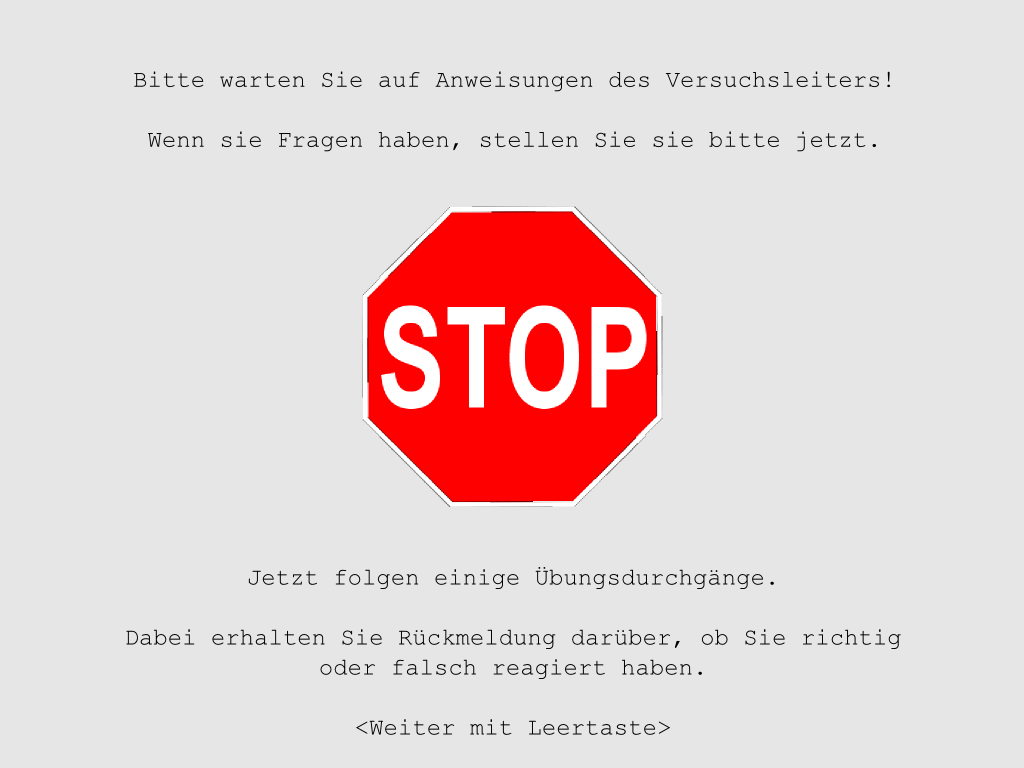 Bitte warten Sie auf Anweisungen des Versuchsleiters!
Wenn sie Fragen haben, stellen Sie sie bitte jetzt.
STOP
Jetzt folgen einige Übungsdurchgänge.
Dabei erhalten Sie Rückmeldung darüber, ob Sie richtig
oder falsch reagiert haben.
<Weiter mit Leertaste>